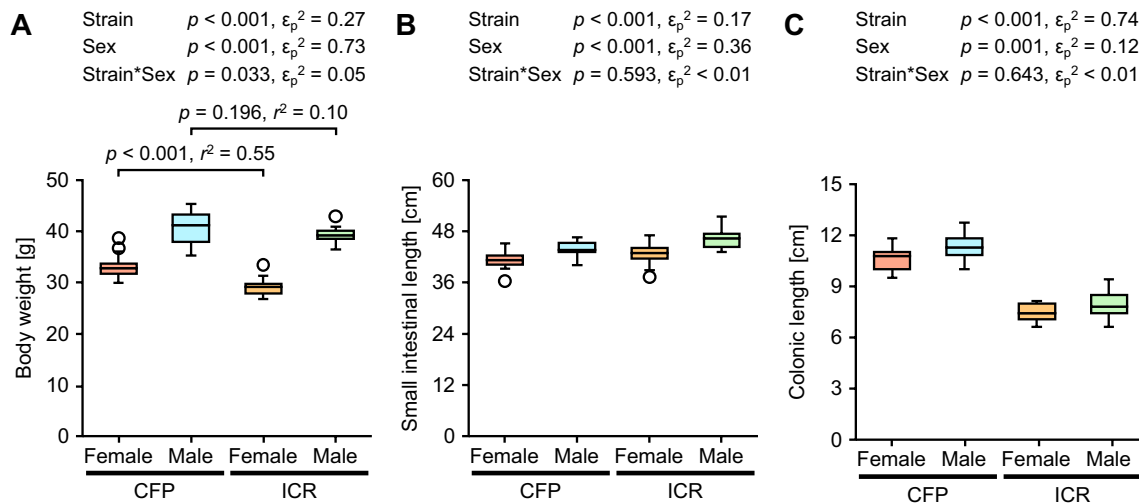 A
Strain p < 0.001, εp² = 0.27
Sex p < 0.001, εp² = 0.73
Strain*Sex p = 0.033, εp² = 0.05
p = 0.196, r² = 0.10
p < 0.001, r² = 0.55
Body weight [g]
50
40
30
20
10
0
Female Male Female Male
CFP ICR
B
Strain p < 0.001, εp² = 0.17
Sex p < 0.001, εp² = 0.36
Strain*Sex p = 0.593, εp² < 0.01
Small intestinal length [cm]
60
48
36
24
12
0
Female Male Female Male
CFP ICR
C
Strain p < 0.001, εp² = 0.74
Sex p = 0.001, εp² = 0.12
Strain*Sex p = 0.643, εp² < 0.01
Colonic length [cm]
15
12
9
6
3
0
Female Male Female Male
CFP ICR